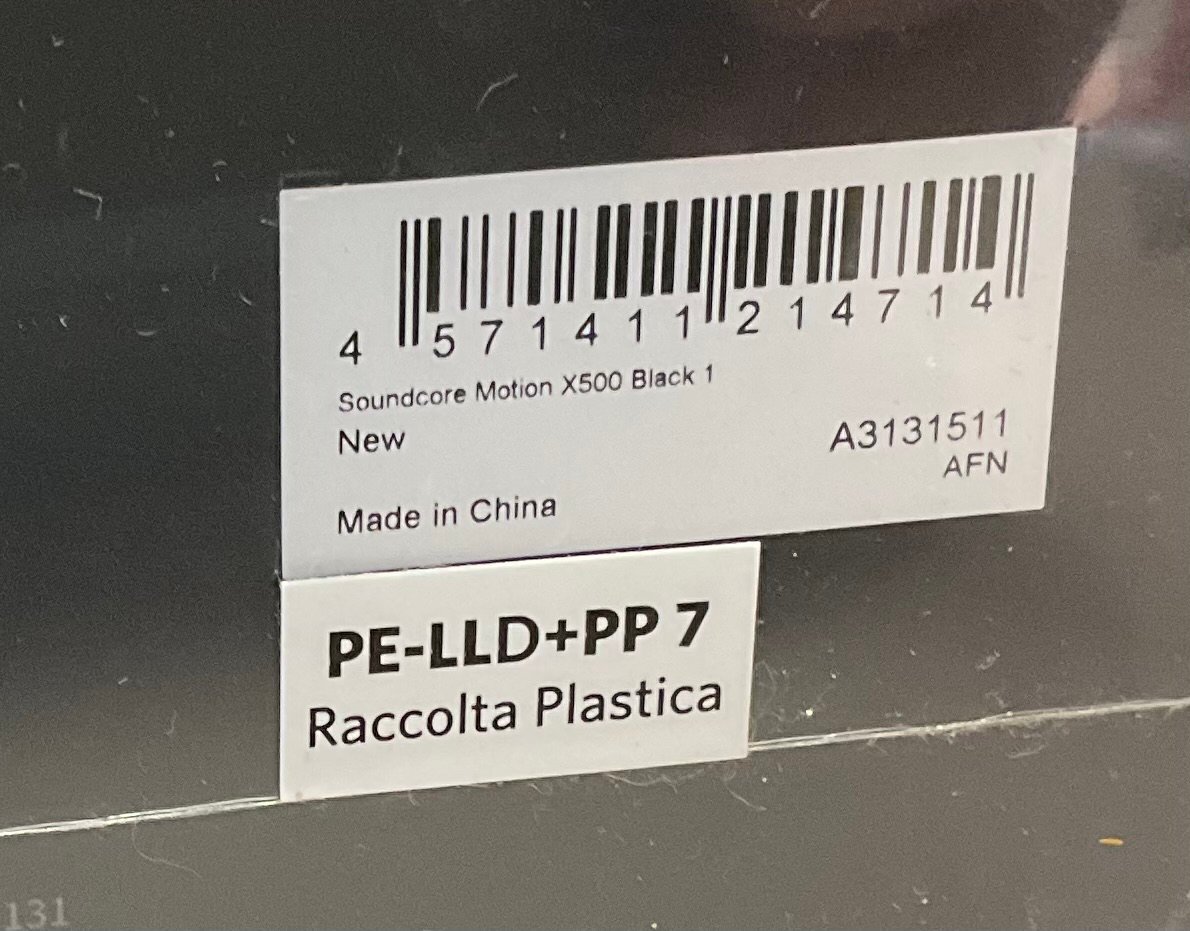 4 571411 214714
Soundcore Motion X500 Black 1
New
A3131511
AFN
Made in China
PE-LLD+PP 7
Raccolta Plastica
131